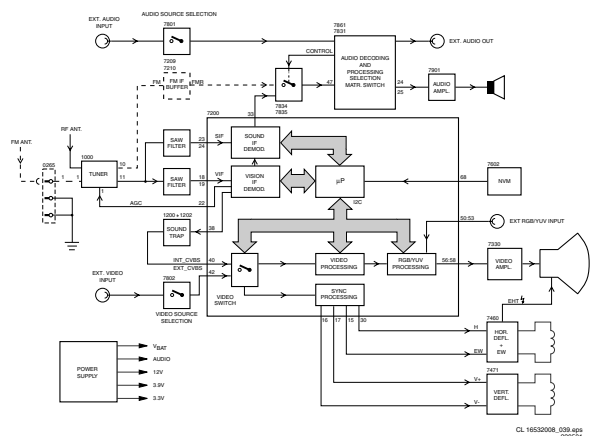 EXT. AUDIO
INPUT
AUDIO SOURCE SELECTION
7801
7861
7831
EXT. AUDIO OUT
CONTROL
AUDIO DECODING
AND
PROCESSING
SELECTION
MATR. SWITCH
7209
7210
FM
FM IF
BUFFER
FMR
47
24
25
7901
AUDIO
AMPL.
7834
7835
33
7200
FM ANT.
RF ANT.
0265
1000
TUNER
1
1
1
10
11
SAW
FILTER
23
24
SIF
SOUND
IF
DEMOD.
SAW
FILTER
18
19
VIF
VISION
IF
DEMOD.
µP
I2C
68
7602
NVM
AGC
22
1200 + 1202
SOUND
TRAP
38
50:53
EXT RGB/YUV INPUT
INT_CVBS
40
EXT_CVBS
42
VIDEO
PROCESSING
RGB/YUV
PROCESSING
56:58
7330
VIDEO
AMPL.
EXT. VIDEO
INPUT
7802
VIDEO SOURCE
SELECTION
VIDEO
SWITCH
SYNC
PROCESSING
16
17
15
30
EHT
7460
H
HOR.
DEFL.
+
EW
EW
7471
V+
VERT.
DEFL.
V-
POWER
SUPPLY
VBAT
AUDIO
12V
3.9V
3.3V
CL 16532008_039.eps